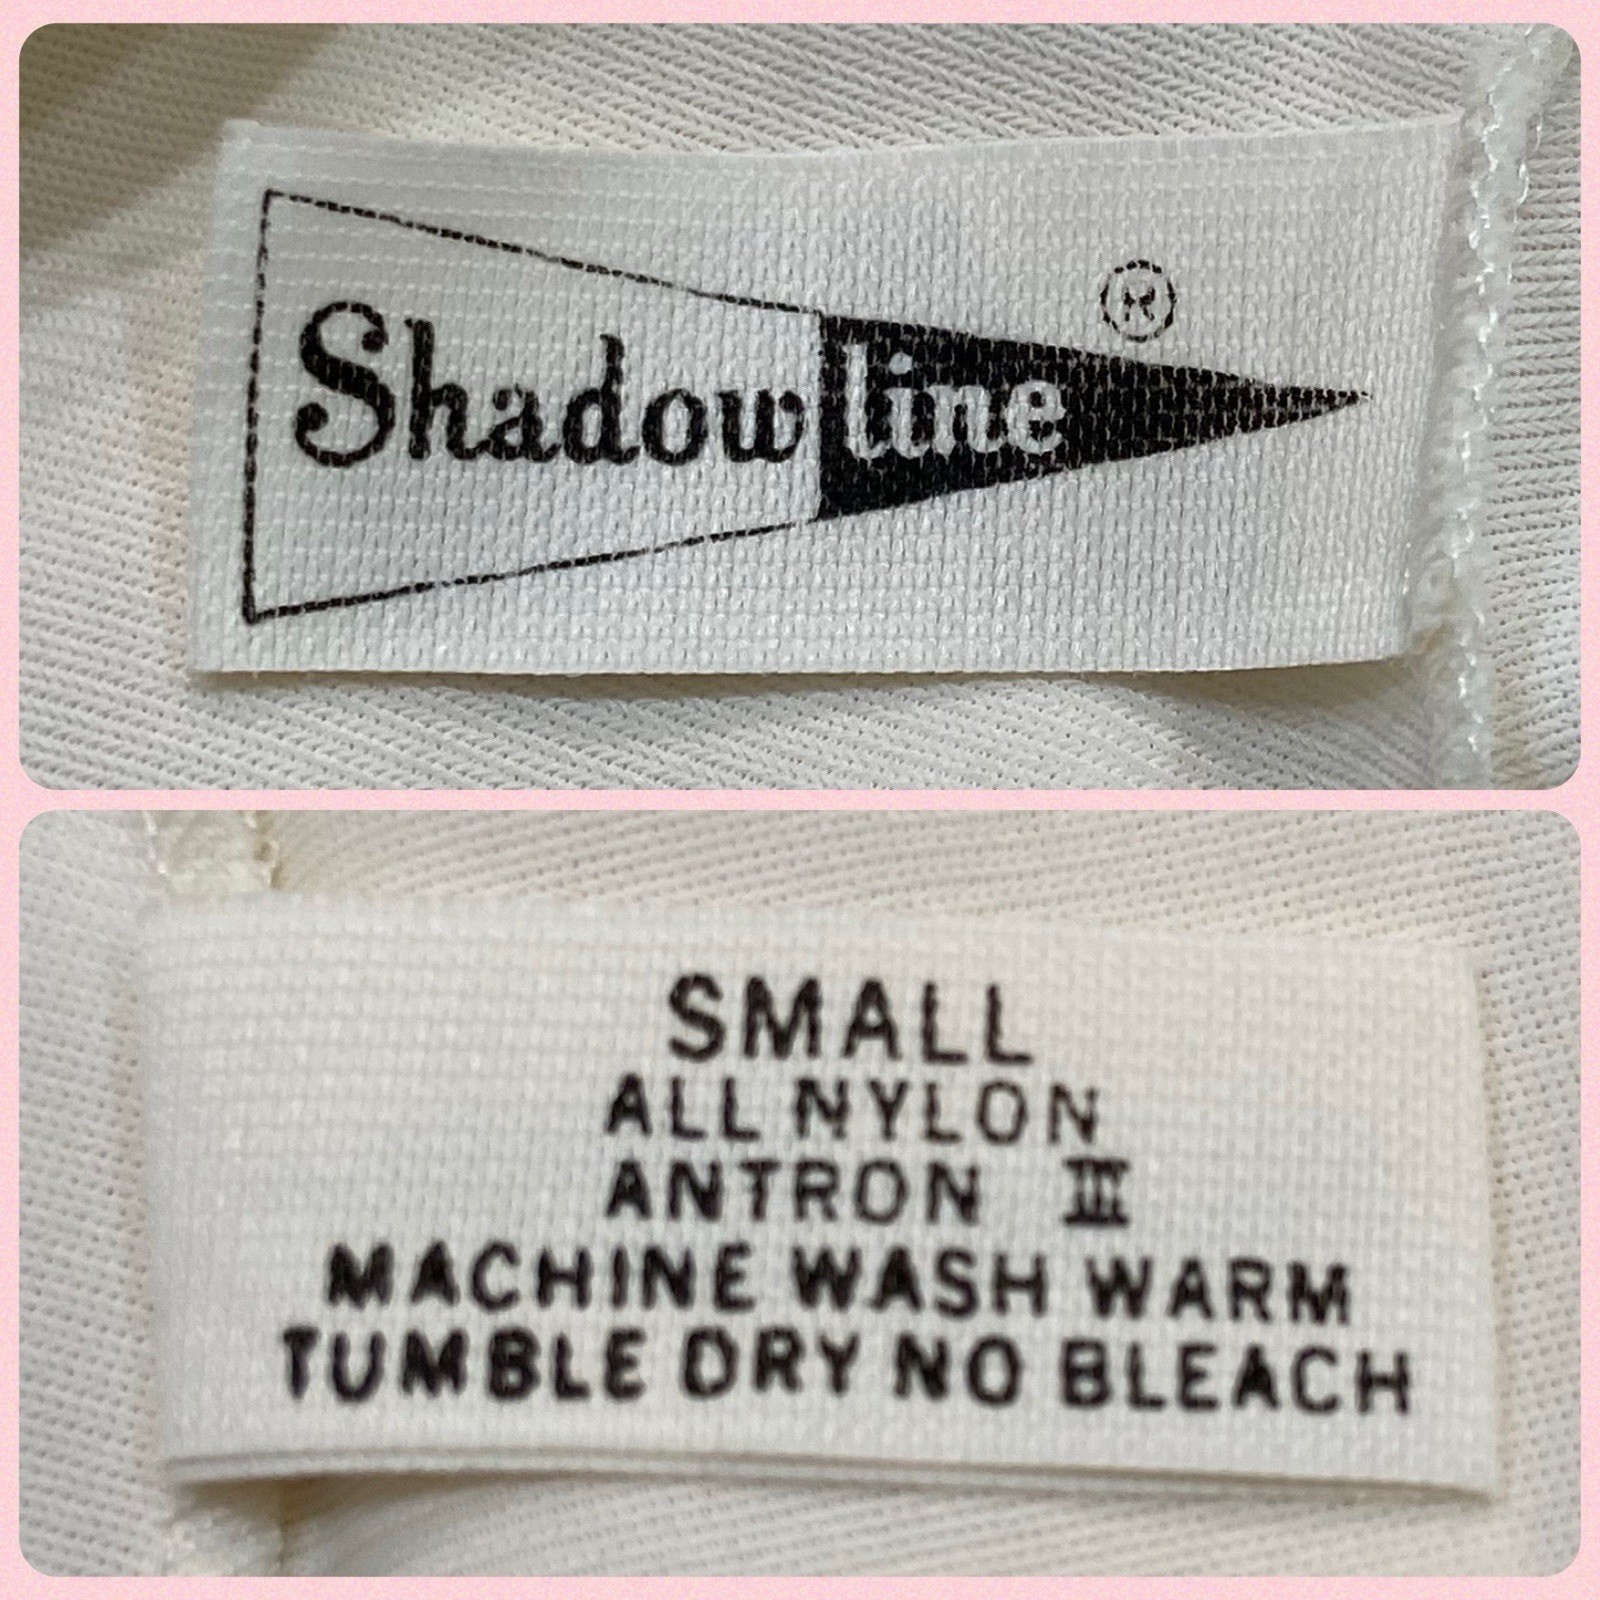 Shadowline ®
SMALL
ALL NYLON
ANTRON III
MACHINE WASH WARM
TUMBLE DRY NO BLEACH